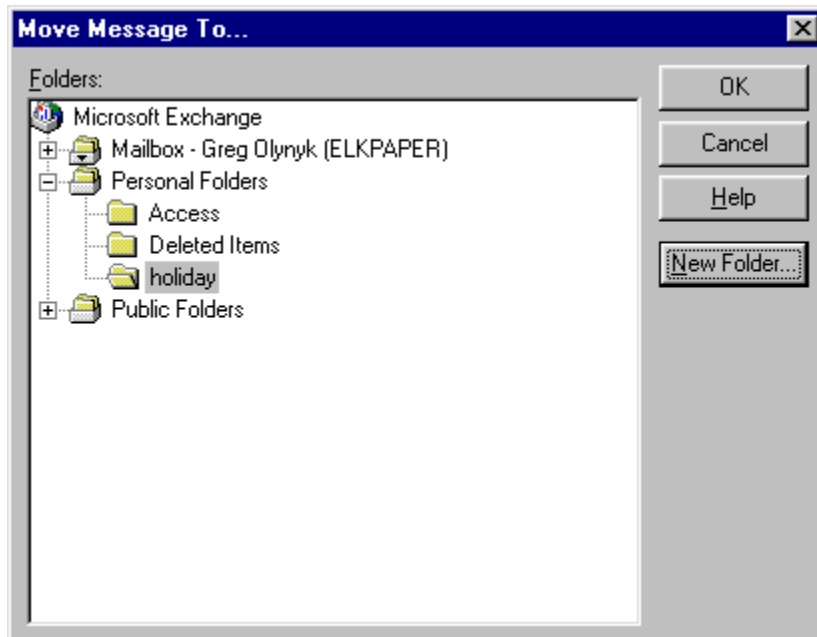 Move Message To...
Folders:
OK
Microsoft Exchange
Mailbox - Greg Olynyk (ELKPAPER)
Cancel
Personal Folders
Help
Access
Deleted Items
New Folder...
holiday
Public Folders